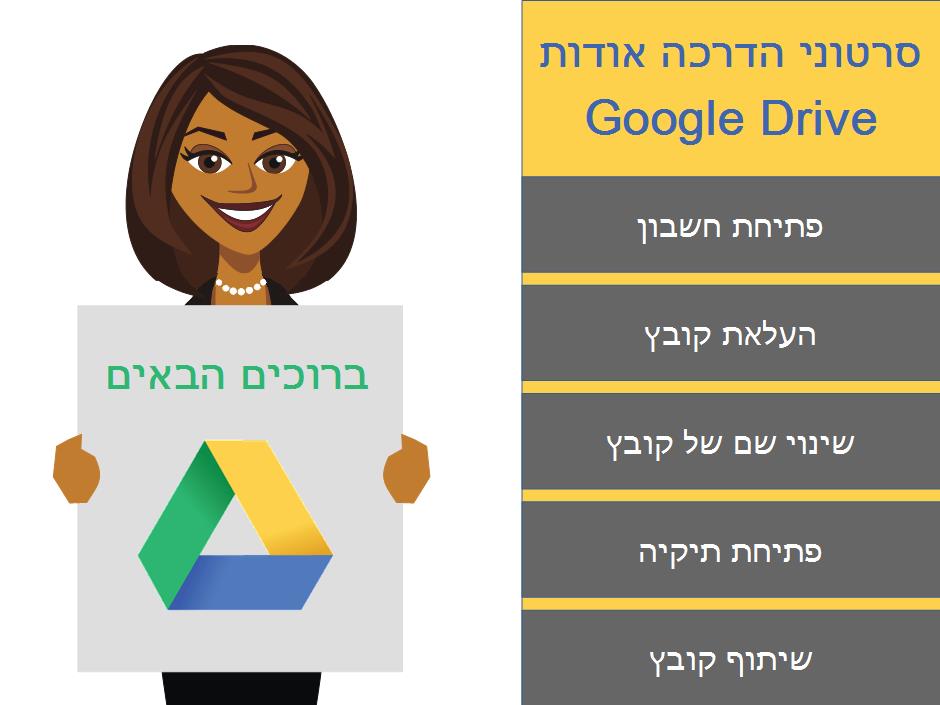 סרטוני הדרכה אודות
Google Drive
פתיחת חשבון
העלאת קובץ
שינוי שם של קובץ
פתיחת תיקיה
שיתוף קובץ
ברוכים הבאים